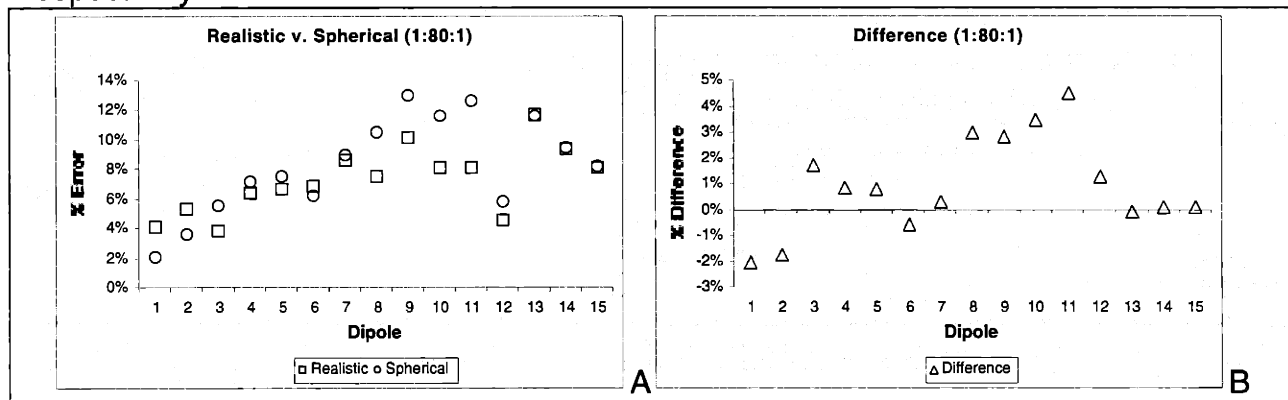 Realistic v. Spherical (1:80:1)
14%
12%
10%
8%
6%
4%
2%
0%
% Error
1 2 3 4 5 6 7 8 9 10 11 12 13 14 15
Dipole
Realistic Spherical
A
Difference (1:80:1)
5%
4%
3%
2%
1%
0%
-1%
-2%
-3%
% Difference
1 2 3 4 5 6 7 8 9 10 11 12 13 14 15
Dipole
Difference
B